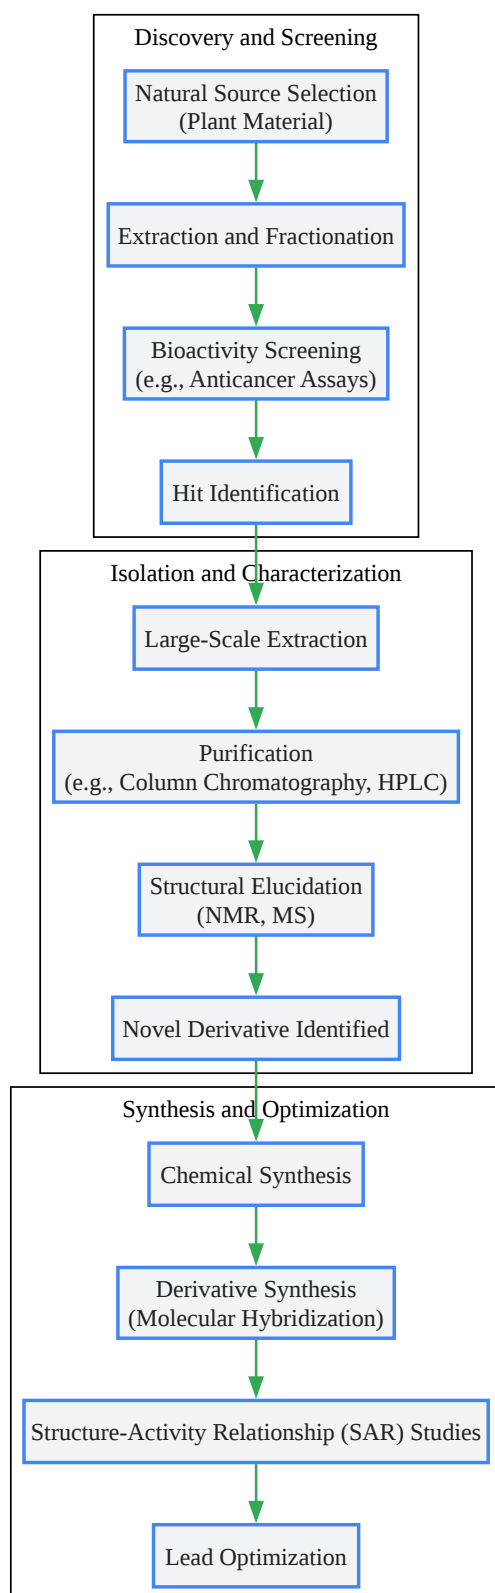 Discovery and Screening
Natural Source Selection
(Plant Material)
Extraction and Fractionation
Bioactivity Screening
(e.g., Anticancer Assays)
Hit Identification
Isolation and Characterization
Large-Scale Extraction
Purification
(e.g., Column Chromatography, HPLC)
Structural Elucidation
(NMR, MS)
Novel Derivative Identified
Synthesis and Optimization
Chemical Synthesis
Derivative Synthesis
(Molecular Hybridization)
Structure-Activity Relationship (SAR) Studies
Lead Optimization